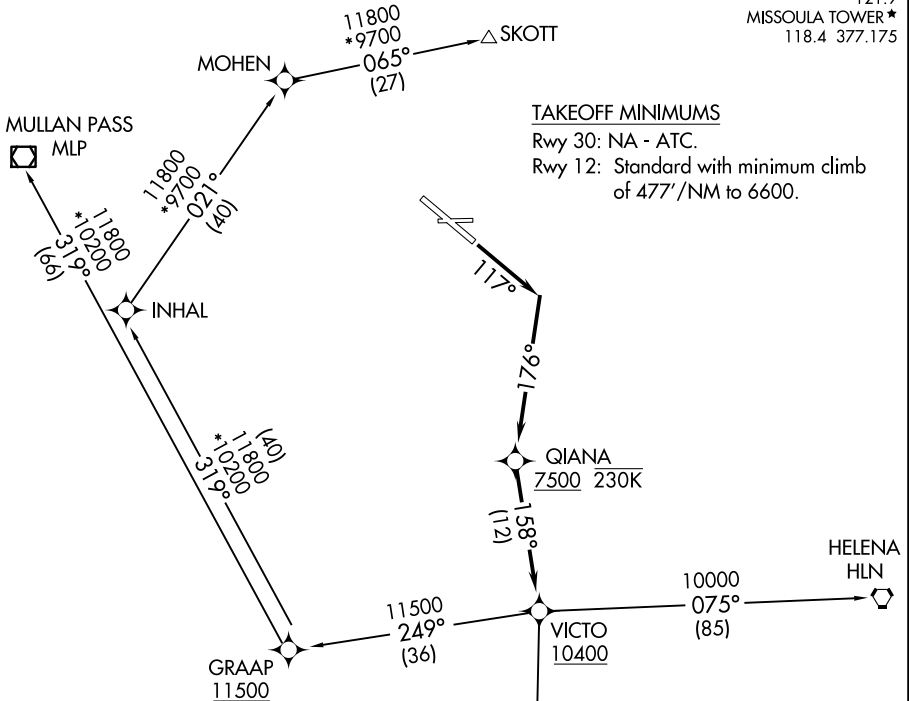 121.9
MISSOULA TOWER★
118.4 377.175
11800
*9700
065°
(27)
SKOTT
MOHEN
MULLAN PASS
MLP
TAKEOFF MINIMUMS
Rwy 30: NA - ATC.
Rwy 12: Standard with minimum climb
of 477'/NM to 6600.
11800
*9700
021°
(40)
11800
*10200
319°
(66)
INHAL
117°
176°
(40)
11800
*10200
319°
QIANA
7500 230K
158°
(12)
HELENA
HLN
10000
075°
(85)
11500
249°
(36)
VICTO
10400
GRAAP
11500